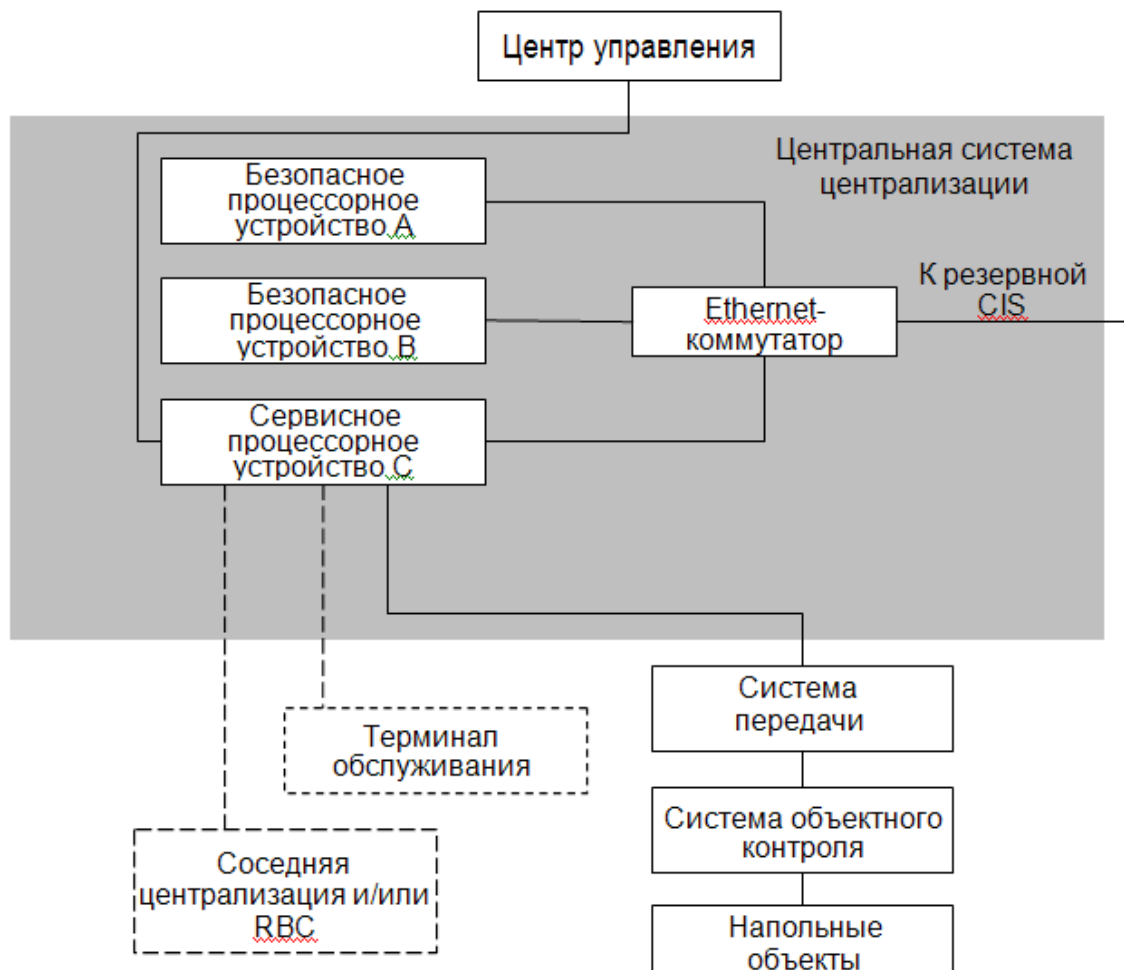 Центр управления
Центральная система
централизации
Безопасное
процессорное
устройство A
Безопасное
процессорное
устройство B
Ethernet-
коммутатор
К резервной
CIS
Сервисное
процессорное
устройство C
Система
передачи
Терминал
обслуживания
Система объектного
контроля
Соседняя
централизация и/или
RBC
Напольные
объекты